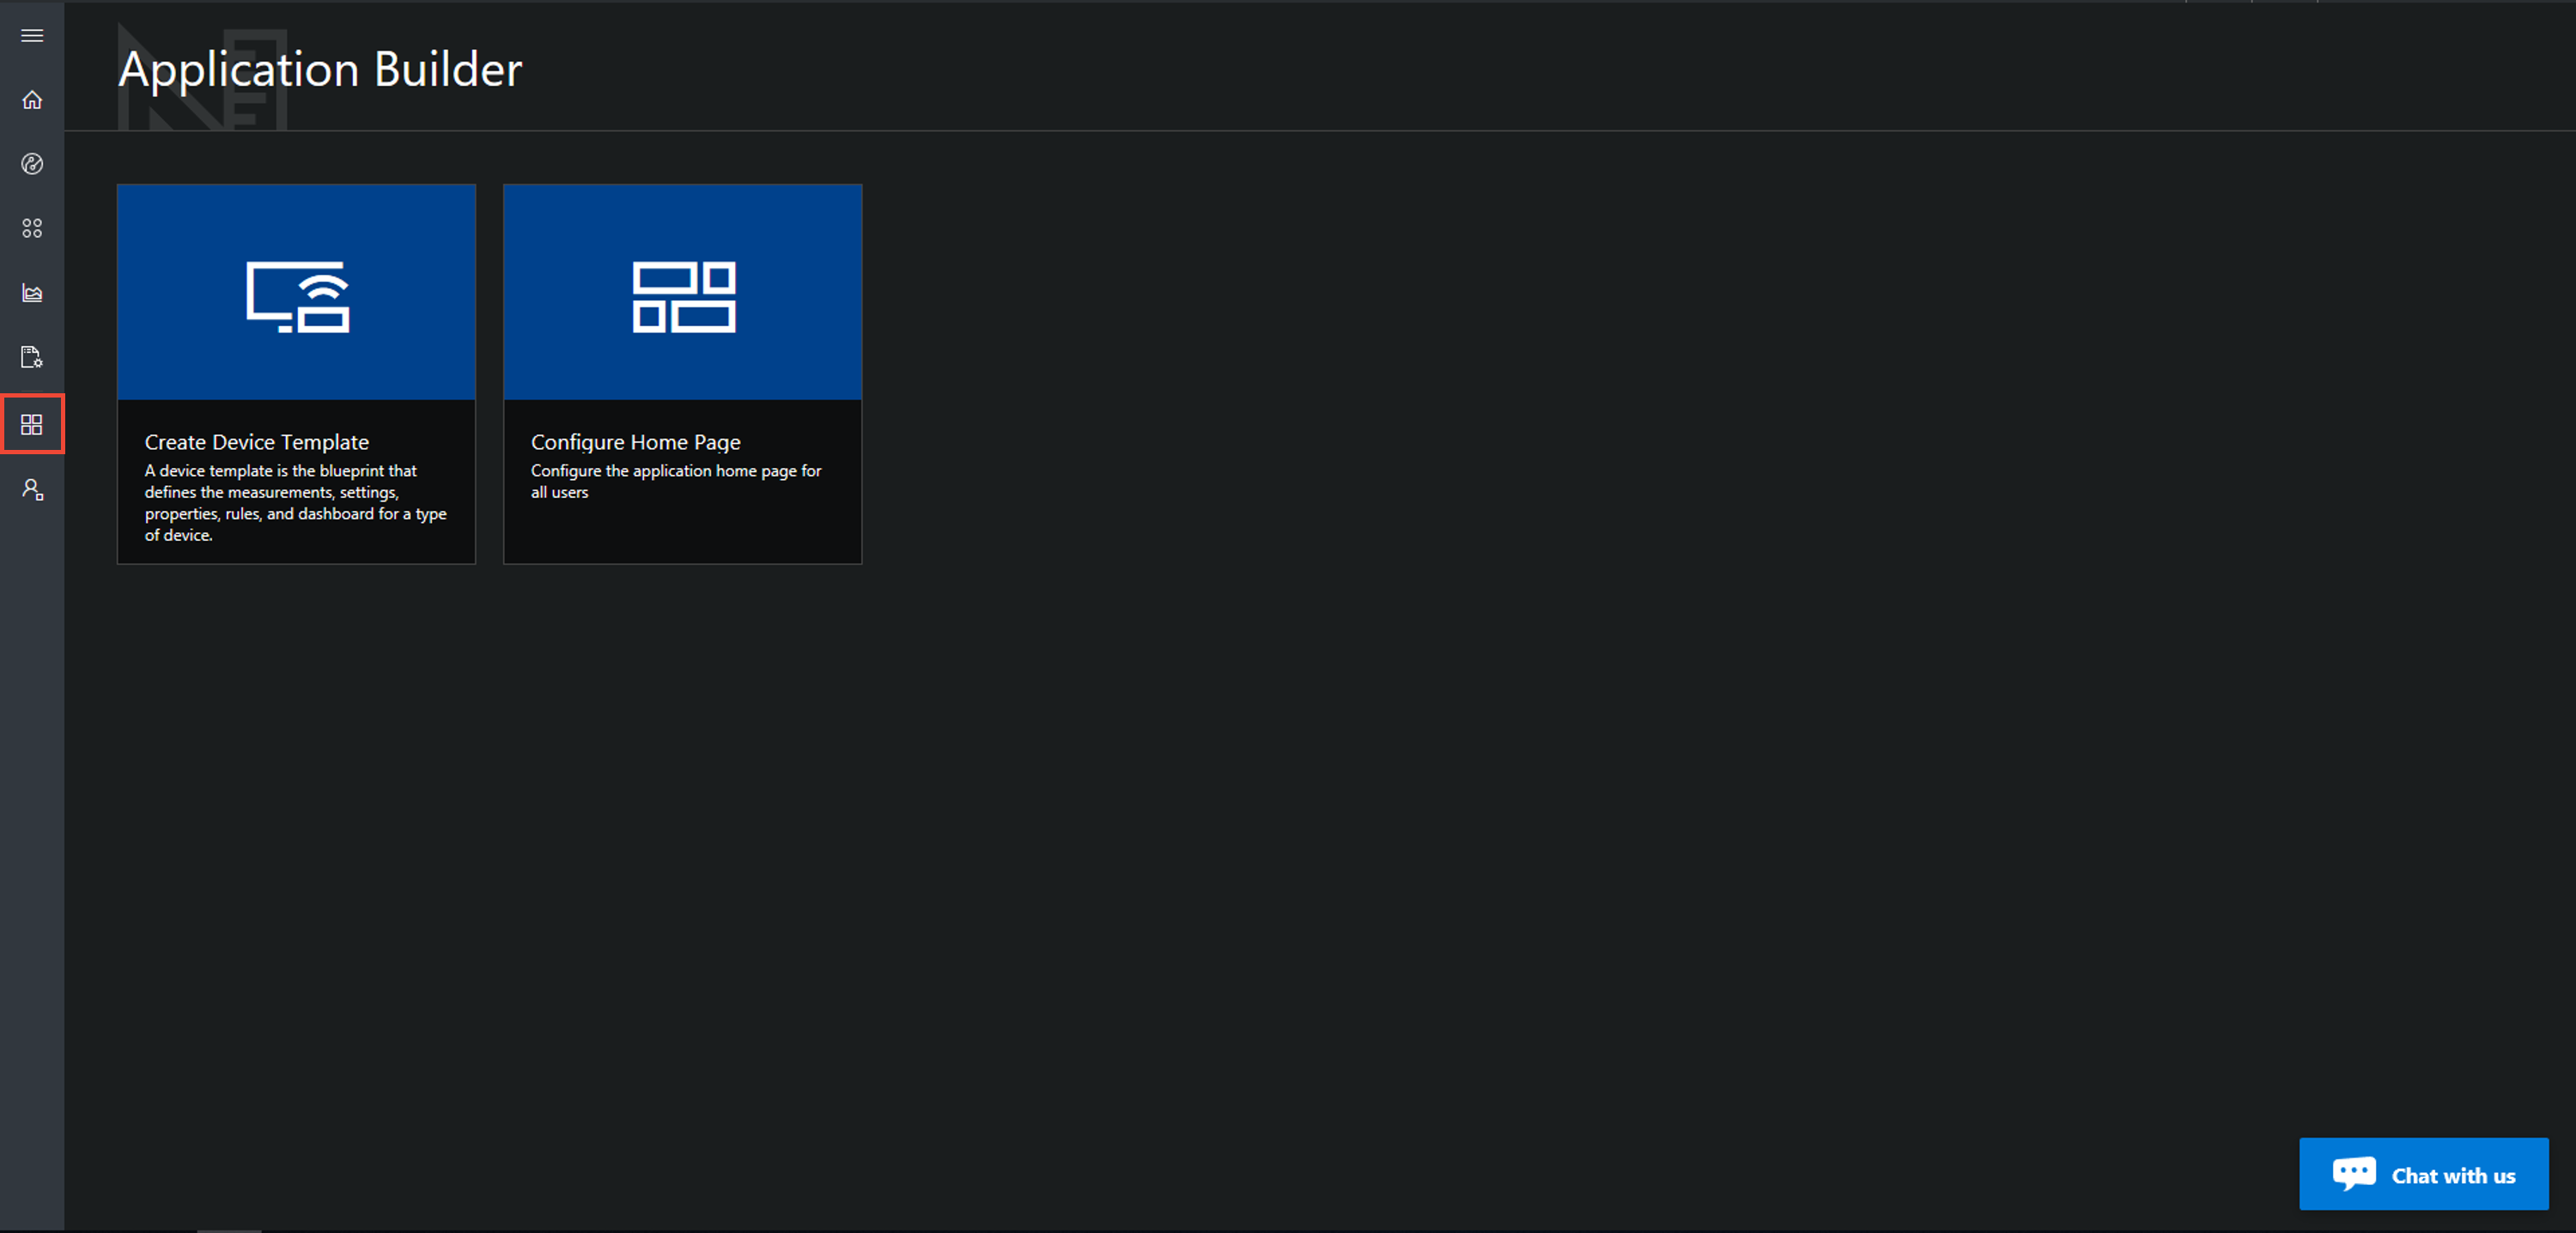 Application Builder
Create Device Template
A device template is the blueprint that
defines the measurements, settings,
properties, rules, and dashboard for a type
of device.
Configure Home Page
Configure the application home page for
all users
Chat with us